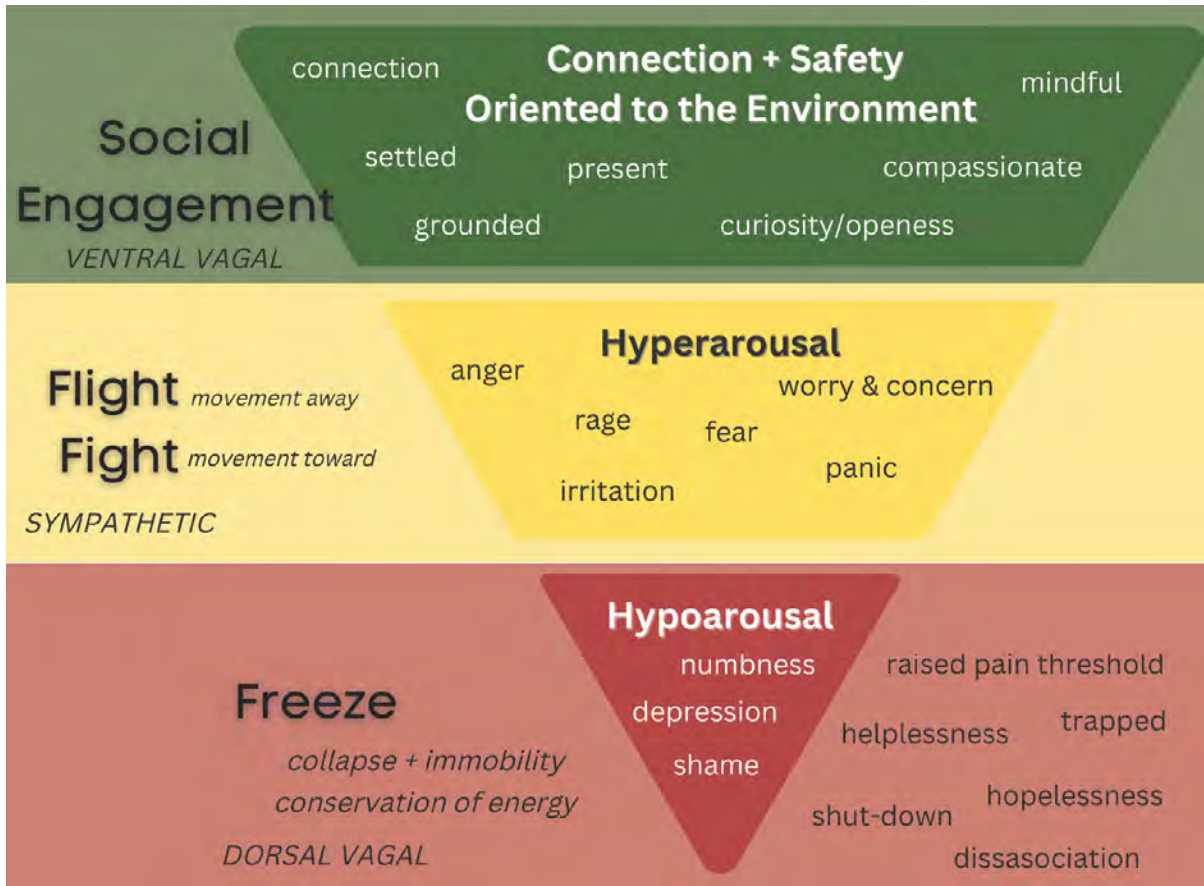 Social
Engagement
VENTRAL VAGAL
Connection + Safety
Oriented to the Environment
connection
mindful
settled
present
compassionate
grounded
curiosity/openess
Flight movement away
Fight movement toward
SYMPATHETIC
Hyperarousal
anger
worry & concern
rage
fear
panic
irritation
Freeze
collapse + immobility
conservation of energy
DORSAL VAGAL
Hypoarousal
numbness
depression
shame
raised pain threshold
helplessness
trapped
hopelessness
shut-down
dissasociation